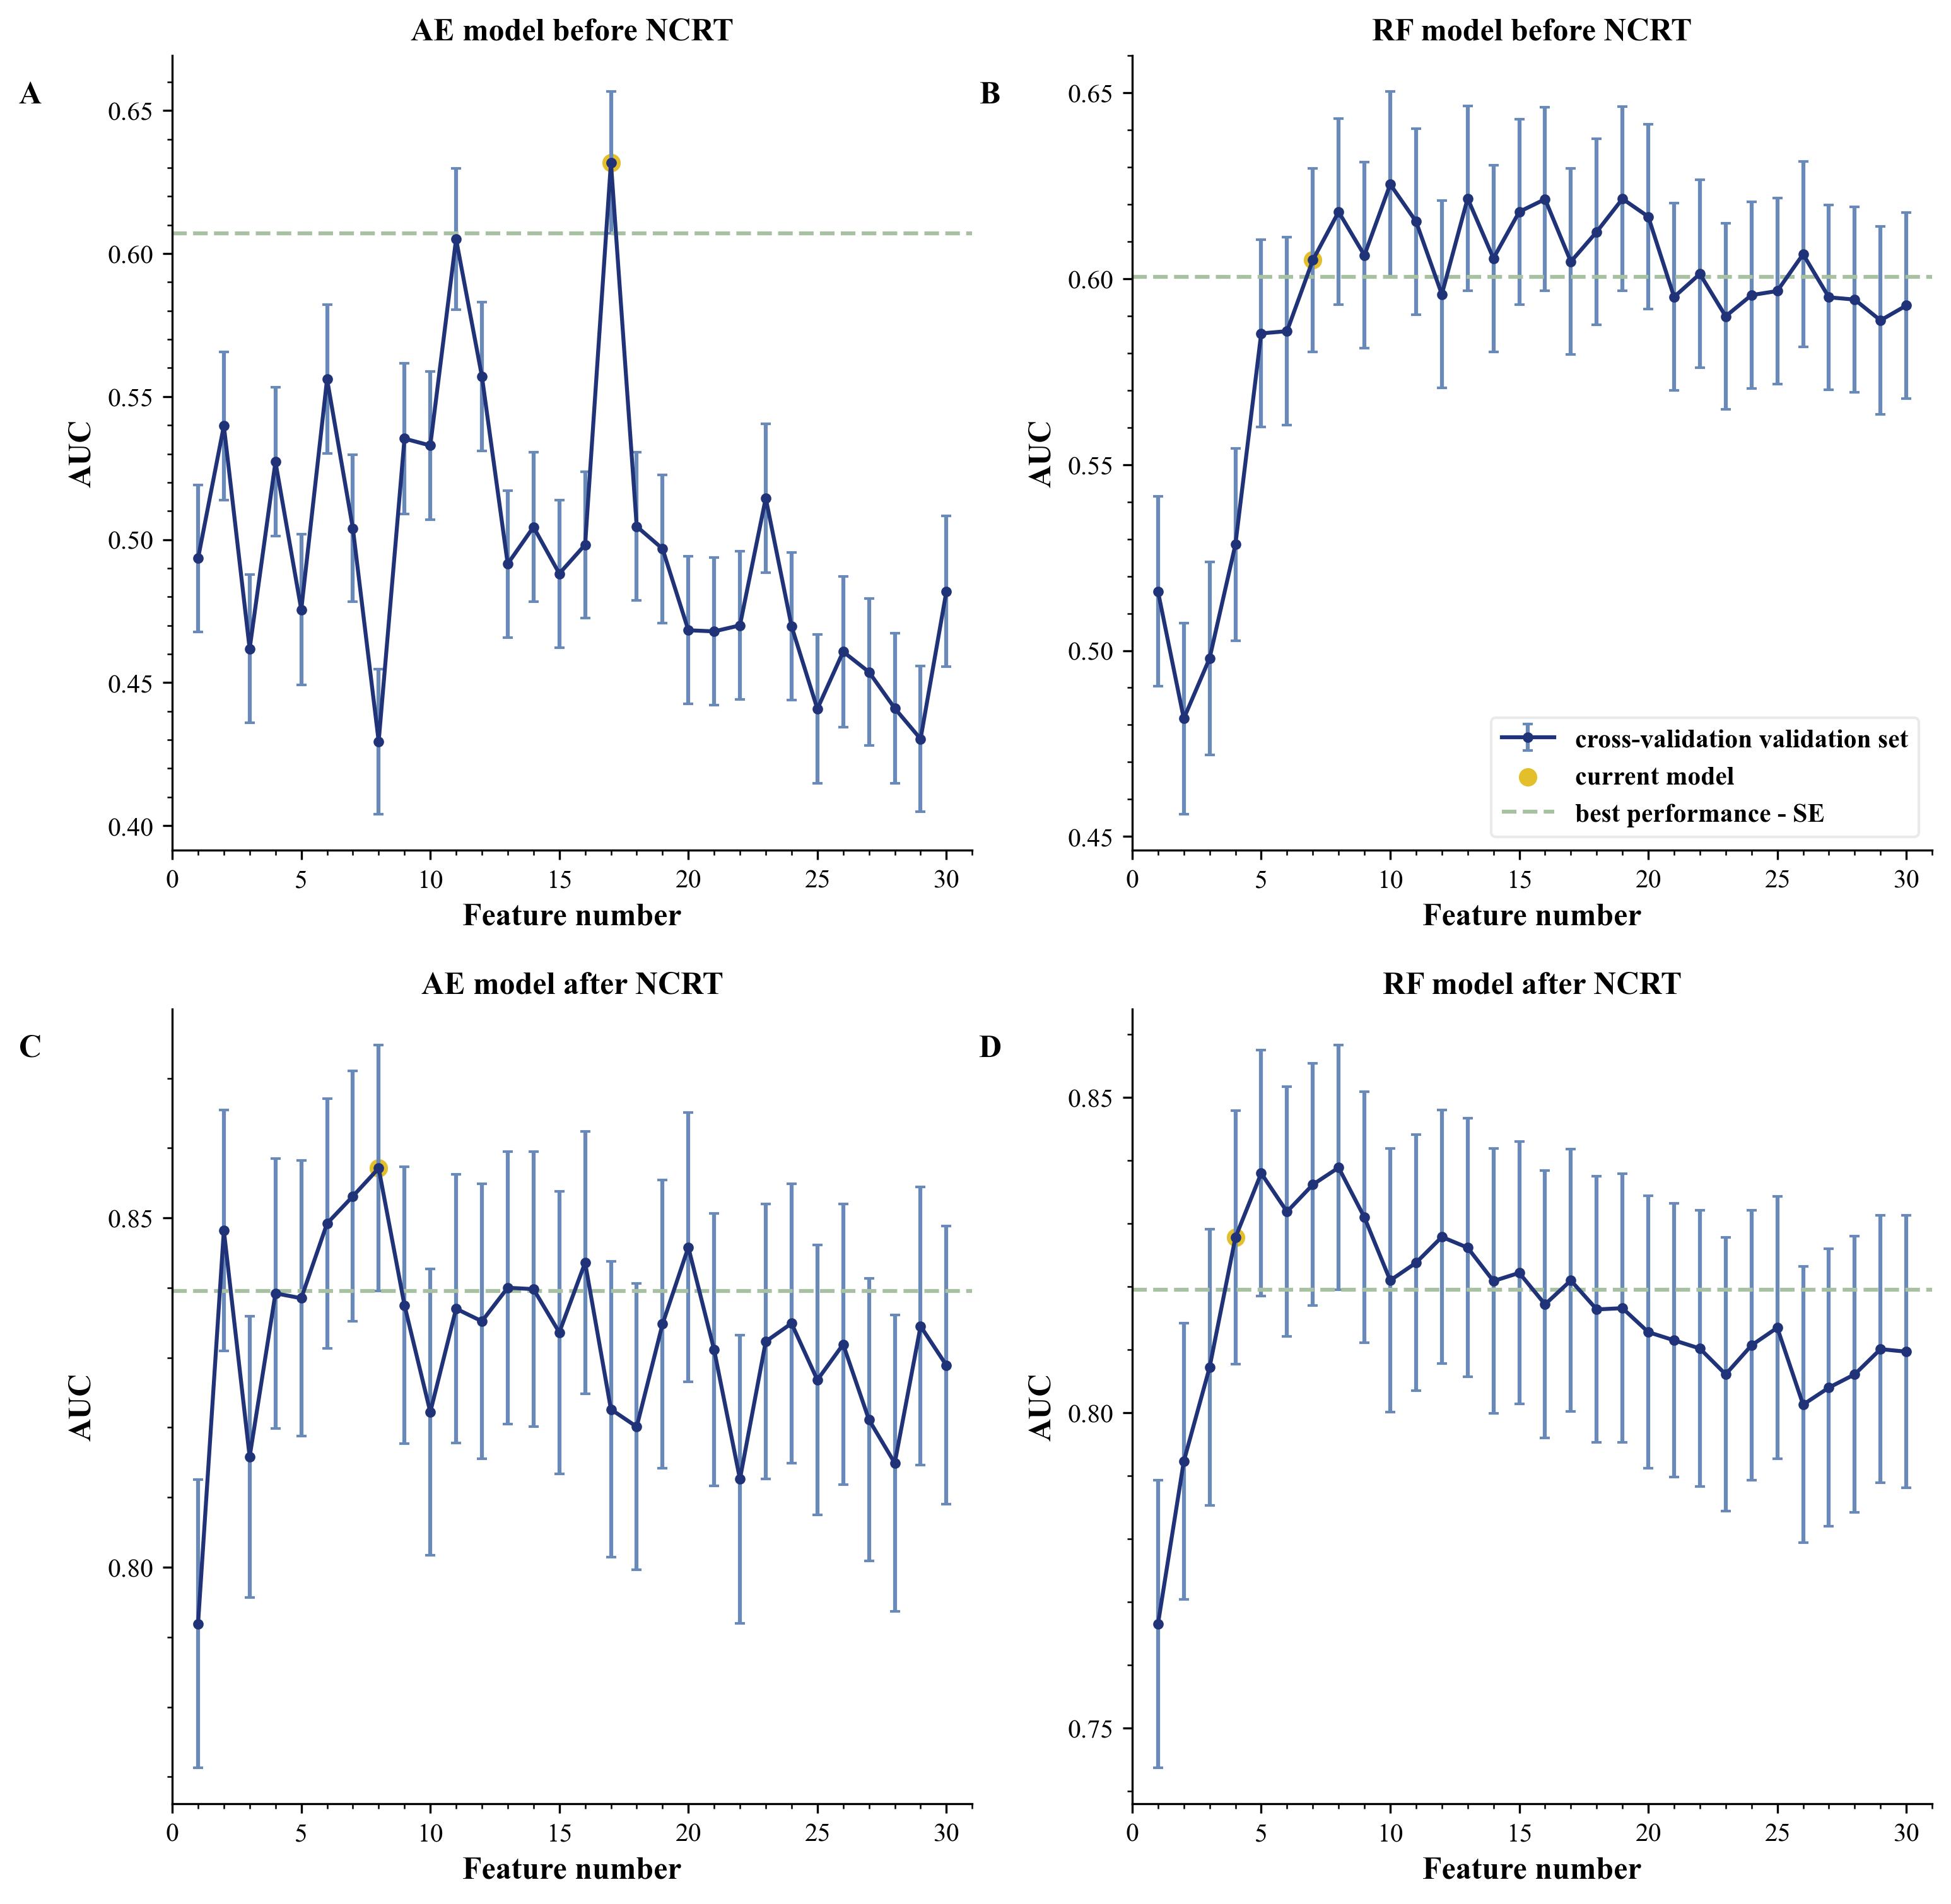 AE model before NCRT
A
0.65
0.60
0.55
0.50
0.45
0.40
AUC
0 5 10 15 20 25 30
Feature number
RF model before NCRT
B
0.65
0.60
0.55
0.50
0.45
AUC
cross-validation validation set
current model
best performance - SE
0 5 10 15 20 25 30
Feature number
AE model after NCRT
C
0.85
0.80
AUC
0 5 10 15 20 25 30
Feature number
RF model after NCRT
D
0.85
0.80
0.75
AUC
0 5 10 15 20 25 30
Feature number